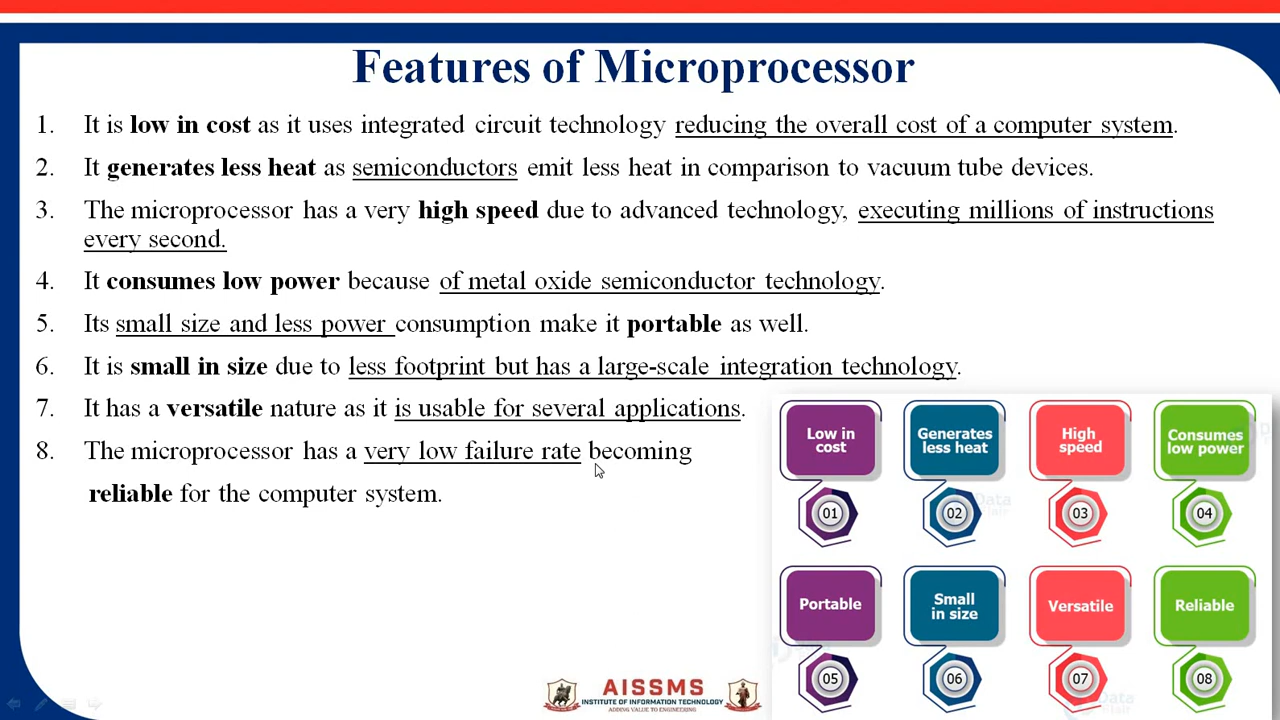 Features of Microprocessor
1. It is low in cost as it uses integrated circuit technology reducing the overall cost of a computer system.
2. It generates less heat as semiconductors emit less heat in comparison to vacuum tube devices.
3. The microprocessor has a very high speed due to advanced technology, executing millions of instructions
every second.
4. It consumes low power because of metal oxide semiconductor technology.
5. Its small size and less power consumption make it portable as well.
6. It is small in size due to less footprint but has a large-scale integration technology.
7. It has a versatile nature as it is usable for several applications.
8. The microprocessor has a very low failure rate becoming
reliable for the computer system.
Low in
cost
Generates
less heat
High
speed
Consumes
low power
01
02
03
04
Portable
Small
in size
Versatile
Reliable
05
06
07
08
AISSMS
INSTITUTE OF INFORMATION TECHNOLOGY
ADDING VALUE TO ENGINEERING